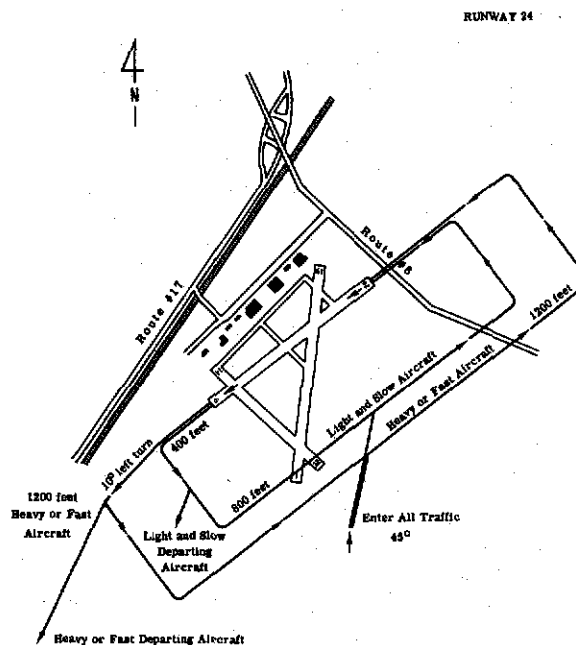 RUNWAY 24
N
Route #17
Route #6
1200 feet
Light and Slow Aircraft
Heavy or Fast Aircraft
400 feet
10° left turn
800 feet
1200 feet
Heavy or Fast
Aircraft
Light and Slow
Departing
Aircraft
Enter All Traffic
45°
Heavy or Fast Departing Aircraft